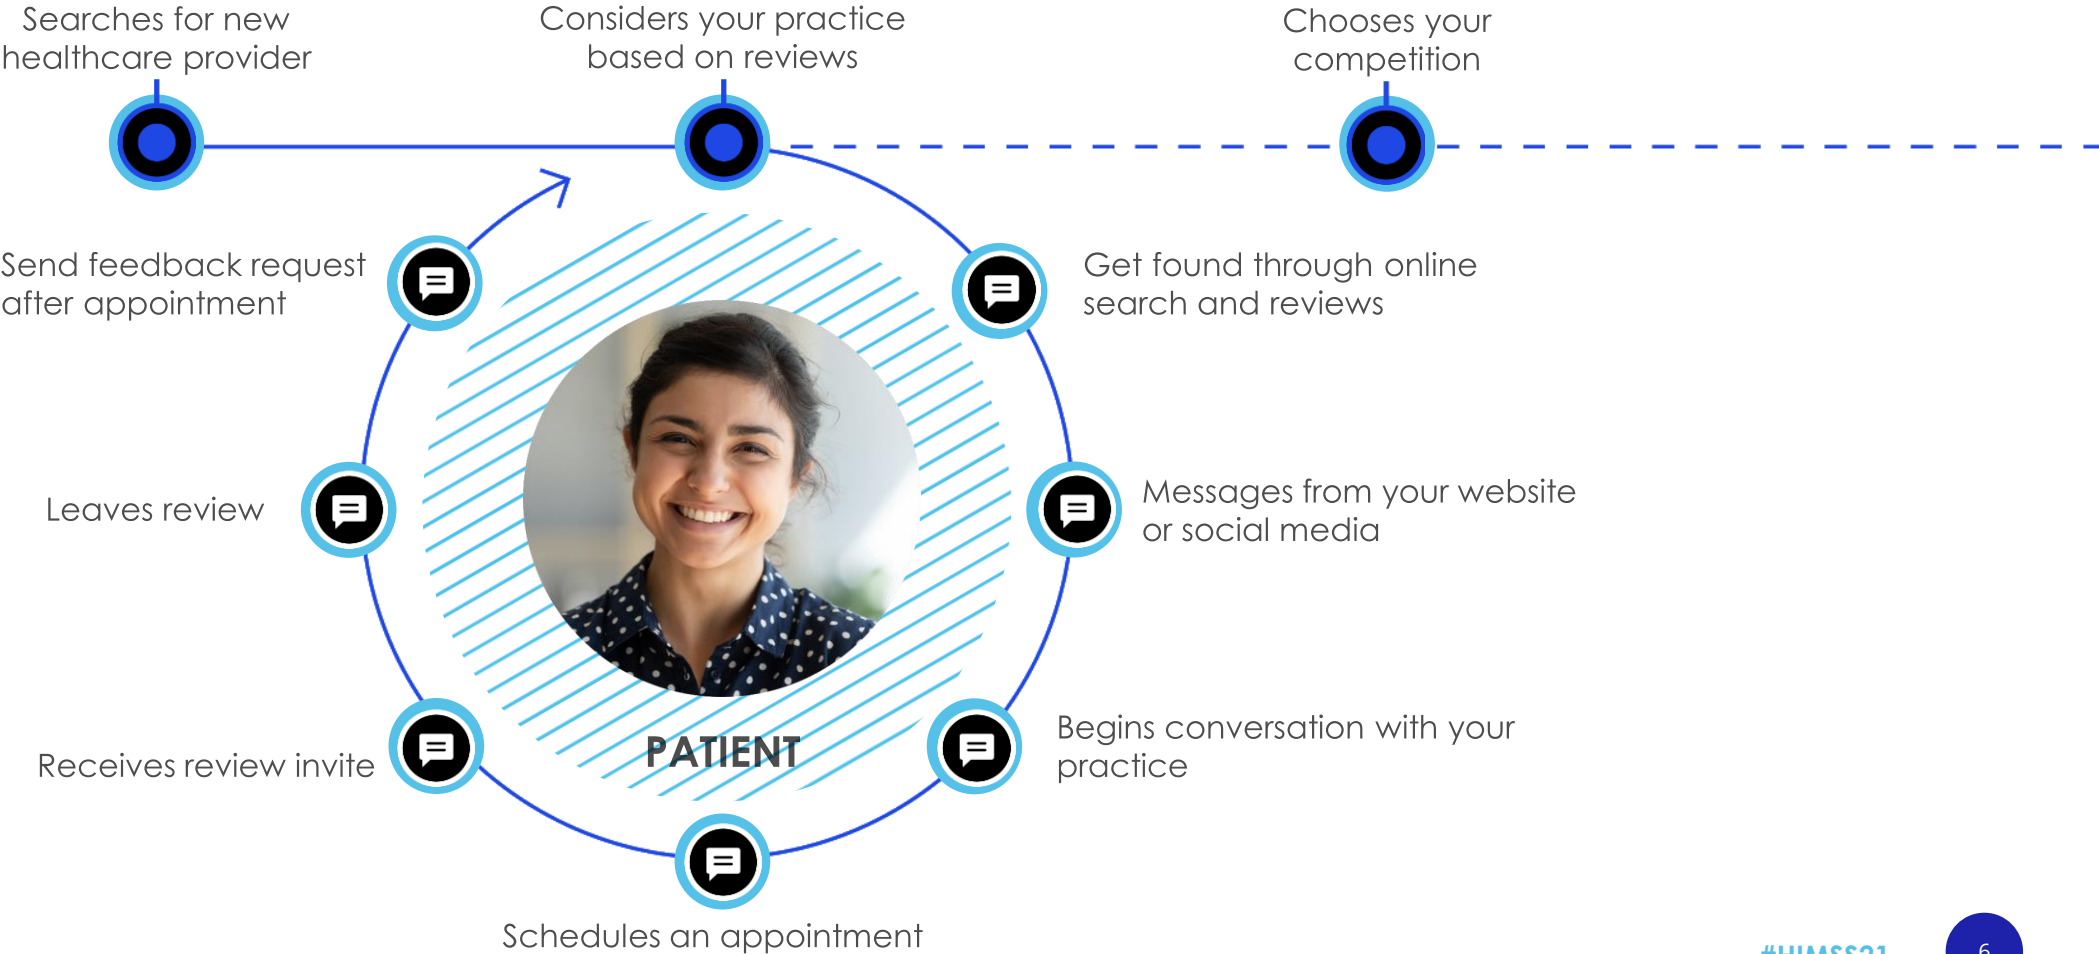 Searches for new
healthcare provider
Considers your practice
based on reviews
Chooses your
competition
Send feedback request
after appointment
Get found through online
search and reviews
Leaves review
Messages from your website
or social media
Receives review invite
Begins conversation with your
practice
PATIENT
Schedules an appointment
#HIMSS21
6